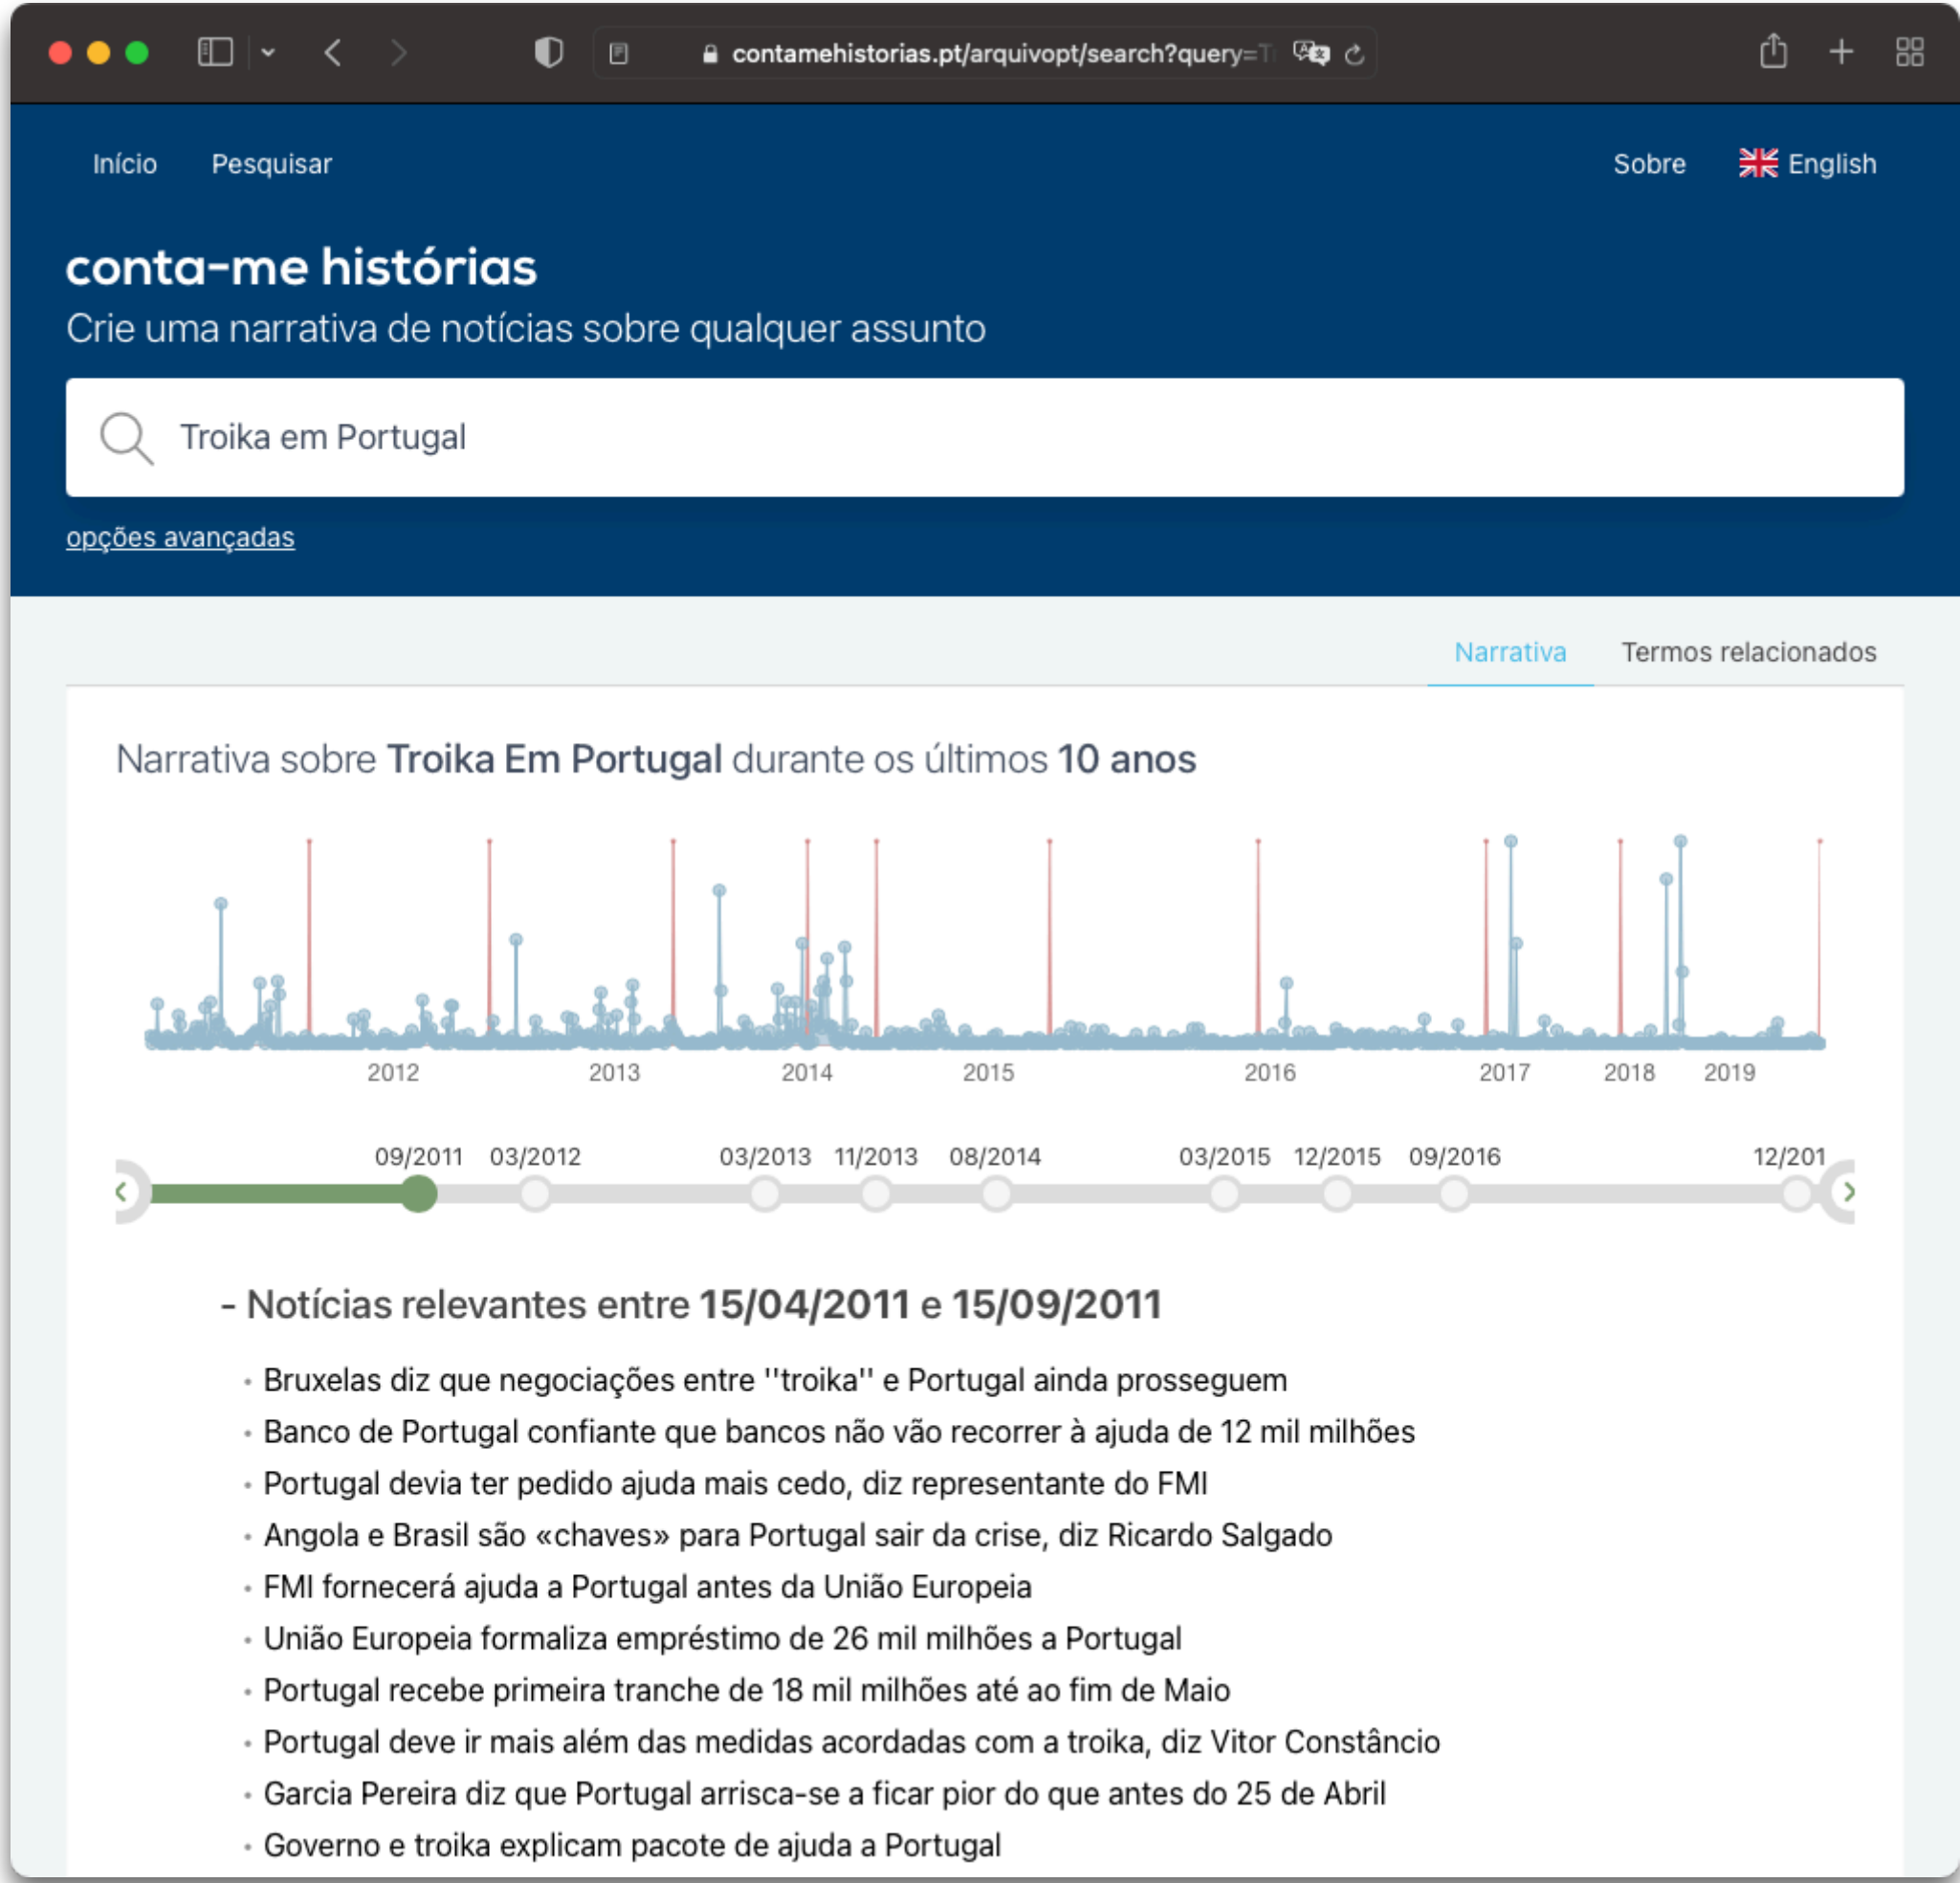 contamehistorias.pt/arquivopt/search?query=T
Início Pesquisar Sobre English
conta-me histórias
Crie uma narrativa de notícias sobre qualquer assunto
Troika em Portugal
opções avançadas
Narrativa Termos relacionados
Narrativa sobre Troika Em Portugal durante os últimos 10 anos
2012 2013 2014 2015 2016 2017 2018 2019
09/2011 03/2012 03/2013 11/2013 08/2014 03/2015 12/2015 09/2016 12/201
- Notícias relevantes entre 15/04/2011 e 15/09/2011
• Bruxelas diz que negociações entre ''troika'' e Portugal ainda prosseguem
• Banco de Portugal confiante que bancos não vão recorrer à ajuda de 12 mil milhões
• Portugal devia ter pedido ajuda mais cedo, diz representante do FMI
• Angola e Brasil são «chaves» para Portugal sair da crise, diz Ricardo Salgado
• FMI fornecerá ajuda a Portugal antes da União Europeia
• União Europeia formaliza empréstimo de 26 mil milhões a Portugal
• Portugal recebe primeira tranche de 18 mil milhões até ao fim de Maio
• Portugal deve ir mais além das medidas acordadas com a troika, diz Vitor Constâncio
• Garcia Pereira diz que Portugal arrisca-se a ficar pior do que antes do 25 de Abril
• Governo e troika explicam pacote de ajuda a Portugal